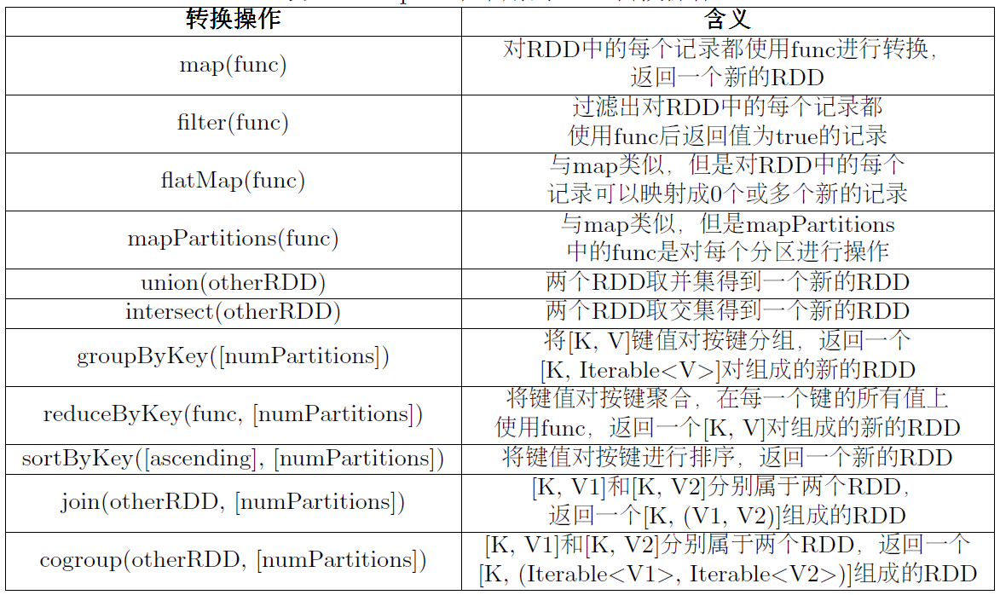 转换操作 含义
map(func) 对RDD中的每个记录都使用func进行转换，
返回一个新的RDD
filter(func) 过滤出对RDD中的每个记录都
使用func后返回值为true的记录
flatMap(func) 与map类似，但是对RDD中的每个
记录可以映射成0个或多个新的记录
mapPartitions(func) 与map类似，但是mapPartitions
中的func是对每个分区进行操作
union(otherRDD) 两个RDD取并集得到一个新的RDD
intersect(otherRDD) 两个RDD取交集得到一个新的RDD
groupByKey([numPartitions]) 将[K, V]键值对按键分组，返回一个
[K, Iterable<V>]对组成的新的RDD
reduceByKey(func, [numPartitions]) 将键值对按键聚合，在每一个键的所有值上
使用func，返回一个[K, V]对组成的新的RDD
sortByKey([ascending], [numPartitions]) 将键值对按键进行排序，返回一个新的RDD
join(otherRDD, [numPartitions]) [K, V1]和[K, V2]分别属于两个RDD，
返回一个[K, (V1, V2)]组成的RDD
cogroup(otherRDD, [numPartitions]) [K, V1]和[K, V2]分别属于两个RDD，返回一个
[K, (Iterable<V1>, Iterable<V2>)]组成的RDD